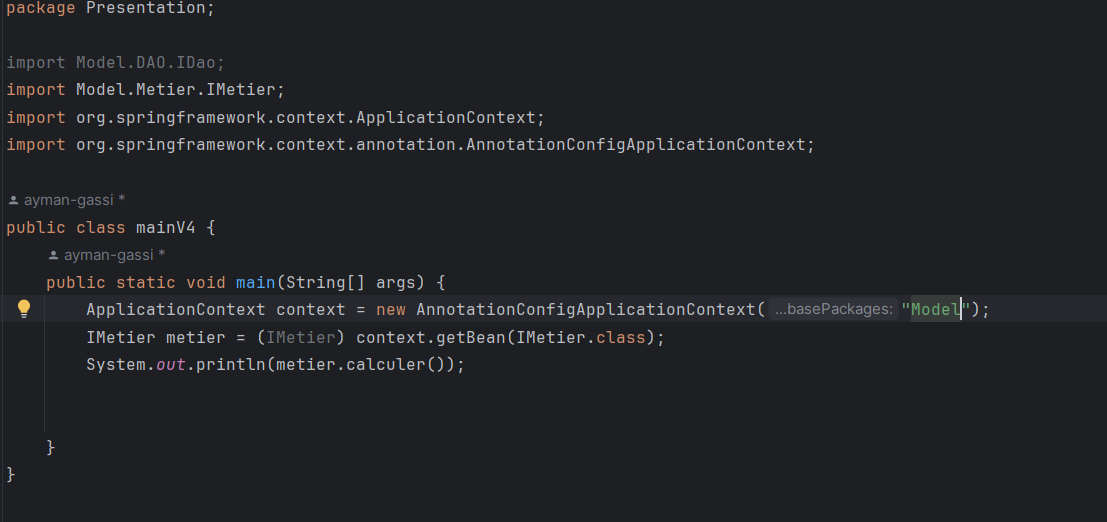 package Presentation;
import Model.DAO.IDao;
import Model.Metier.IMetier;
import org.springframework.context.ApplicationContext;
import org.springframework.context.annotation.AnnotationConfigApplicationContext;
ayman-gassi *
public class mainV4 {
ayman-gassi *
public static void main(String[] args) {
ApplicationContext context = new AnnotationConfigApplicationContext( ...basePackages: "Model");
IMetier metier = (IMetier) context.getBean(IMetier.class);
System.out.println(metier.calculer());
}
}